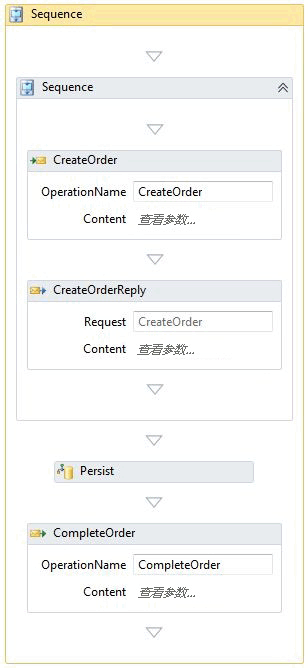 Sequence
Sequence
CreateOrder
OperationName CreateOrder
Content 查看参数...
CreateOrderReply
Request CreateOrder
Content 查看参数...
Persist
CompleteOrder
OperationName CompleteOrder
Content 查看参数...